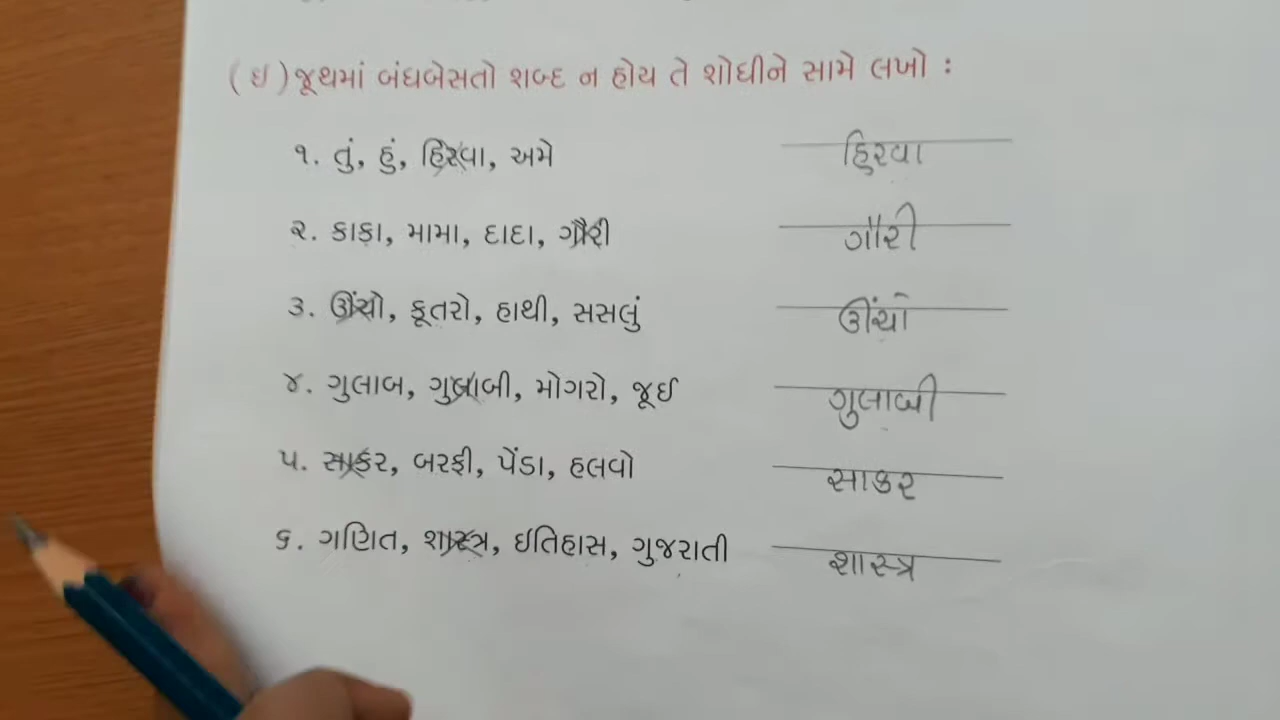 (ઇ) જૂથમાં બંધબેસતો શબ્દ ન હોય તે શોધીને સામે લખો :
૧. તું, હું, હિરવા, અમે હિરવા
૨. કાકા, મામા, દાદા, ગૌરી ગૌરી
૩. ઊંચો, કૂતરો, હાથી, સસલું ઊંચો
૪. ગુલાબ, ગુલાબી, મોગરો, જૂઈ ગુલાબી
૫. સાકર, બરફી, પેંડા, હલવો સાકર
૬. ગણિત, શાસ્ત્ર, ઈતિહાસ, ગુજરાતી શાસ્ત્ર